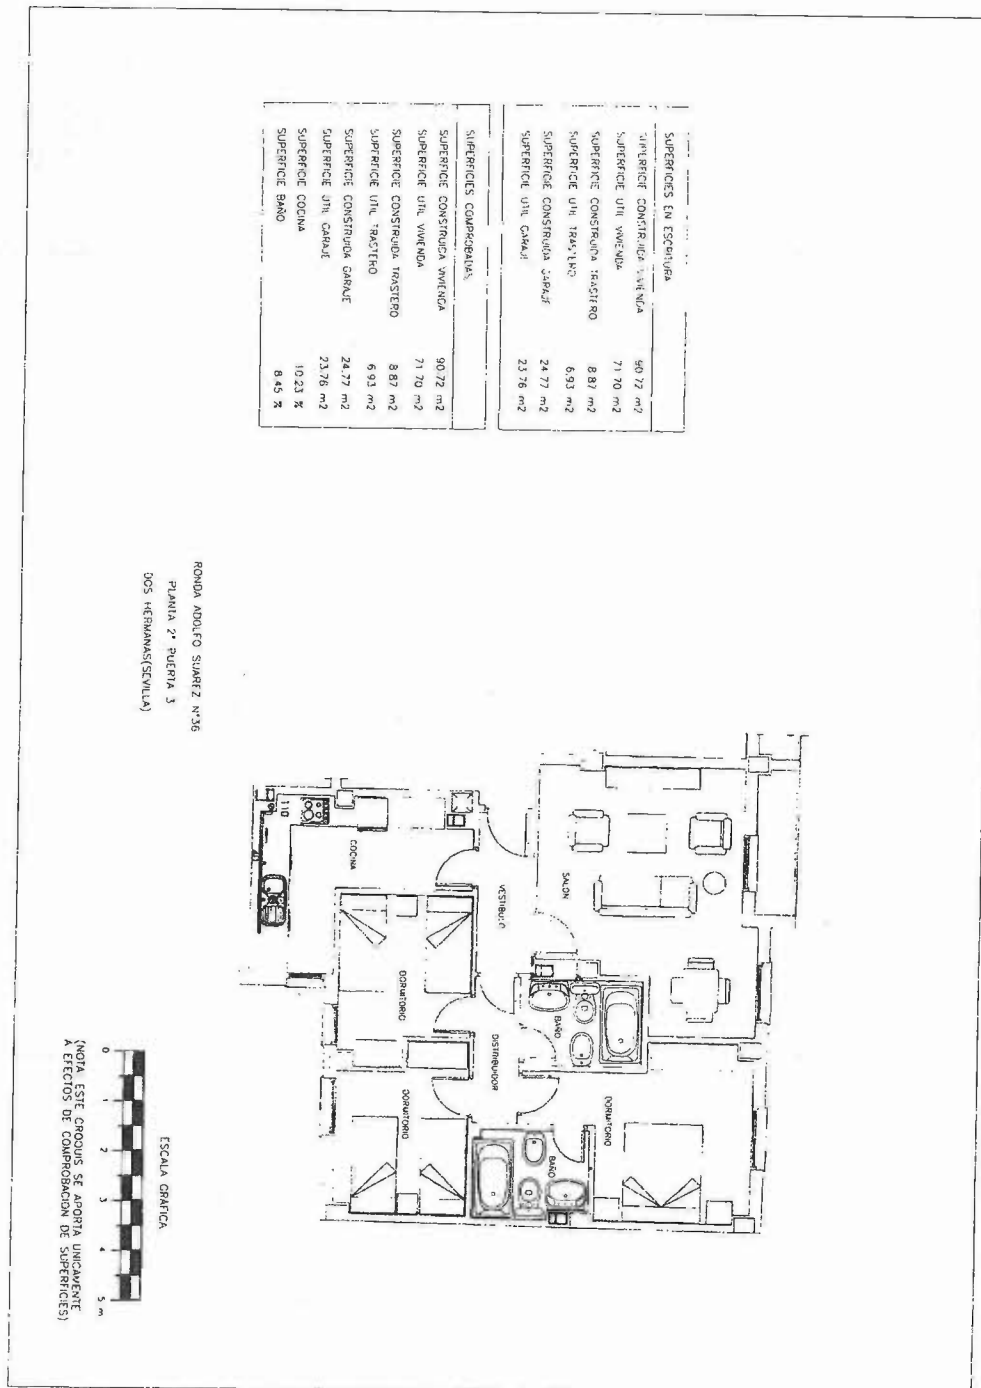 SUPERFICIES EN ESCRITURA
SUPERFICIE CONSTRUIDA VIVIENDA 90.72 m2
SUPERFICIE UTIL VIVIENDA 71.70 m2
SUPERFICIE CONSTRUIDA TRASTERO 8.87 m2
SUPERFICIE UTIL TRASTERO 6.93 m2
SUPERFICIE CONSTRUIDA GARAJE 24.77 m2
SUPERFICIE UTIL GARAJE 23.76 m2
SUPERFICIES COMPROBADAS
SUPERFICIE CONSTRUIDA VIVIENDA 90.72 m2
SUPERFICIE UTIL VIVIENDA 71.70 m2
SUPERFICIE CONSTRUIDA TRASTERO 8.87 m2
SUPERFICIE UTIL TRASTERO 6.93 m2
SUPERFICIE CONSTRUIDA GARAJE 24.77 m2
SUPERFICIE UTIL GARAJE 23.76 m2
SUPERFICIE COCINA 10.23 %
SUPERFICIE BAÑO 8.45 %
SALON
VESTIBULO
COCINA
110
DORMITORIO
BAÑO
DISTRIBUIDOR
DORMITORIO
DORMITORIO
BAÑO
RONDA ADOLFO SUAREZ Nº36
PLANTA 2ª PUERTA 3
DOS HERMANAS(SEVILLA)
ESCALA GRAFICA
0 1 2 3 4 5 m
(NOTA ESTE CROQUIS SE APORTA UNICAMENTE
A EFECTOS DE COMPROBACION DE SUPERFICIES)